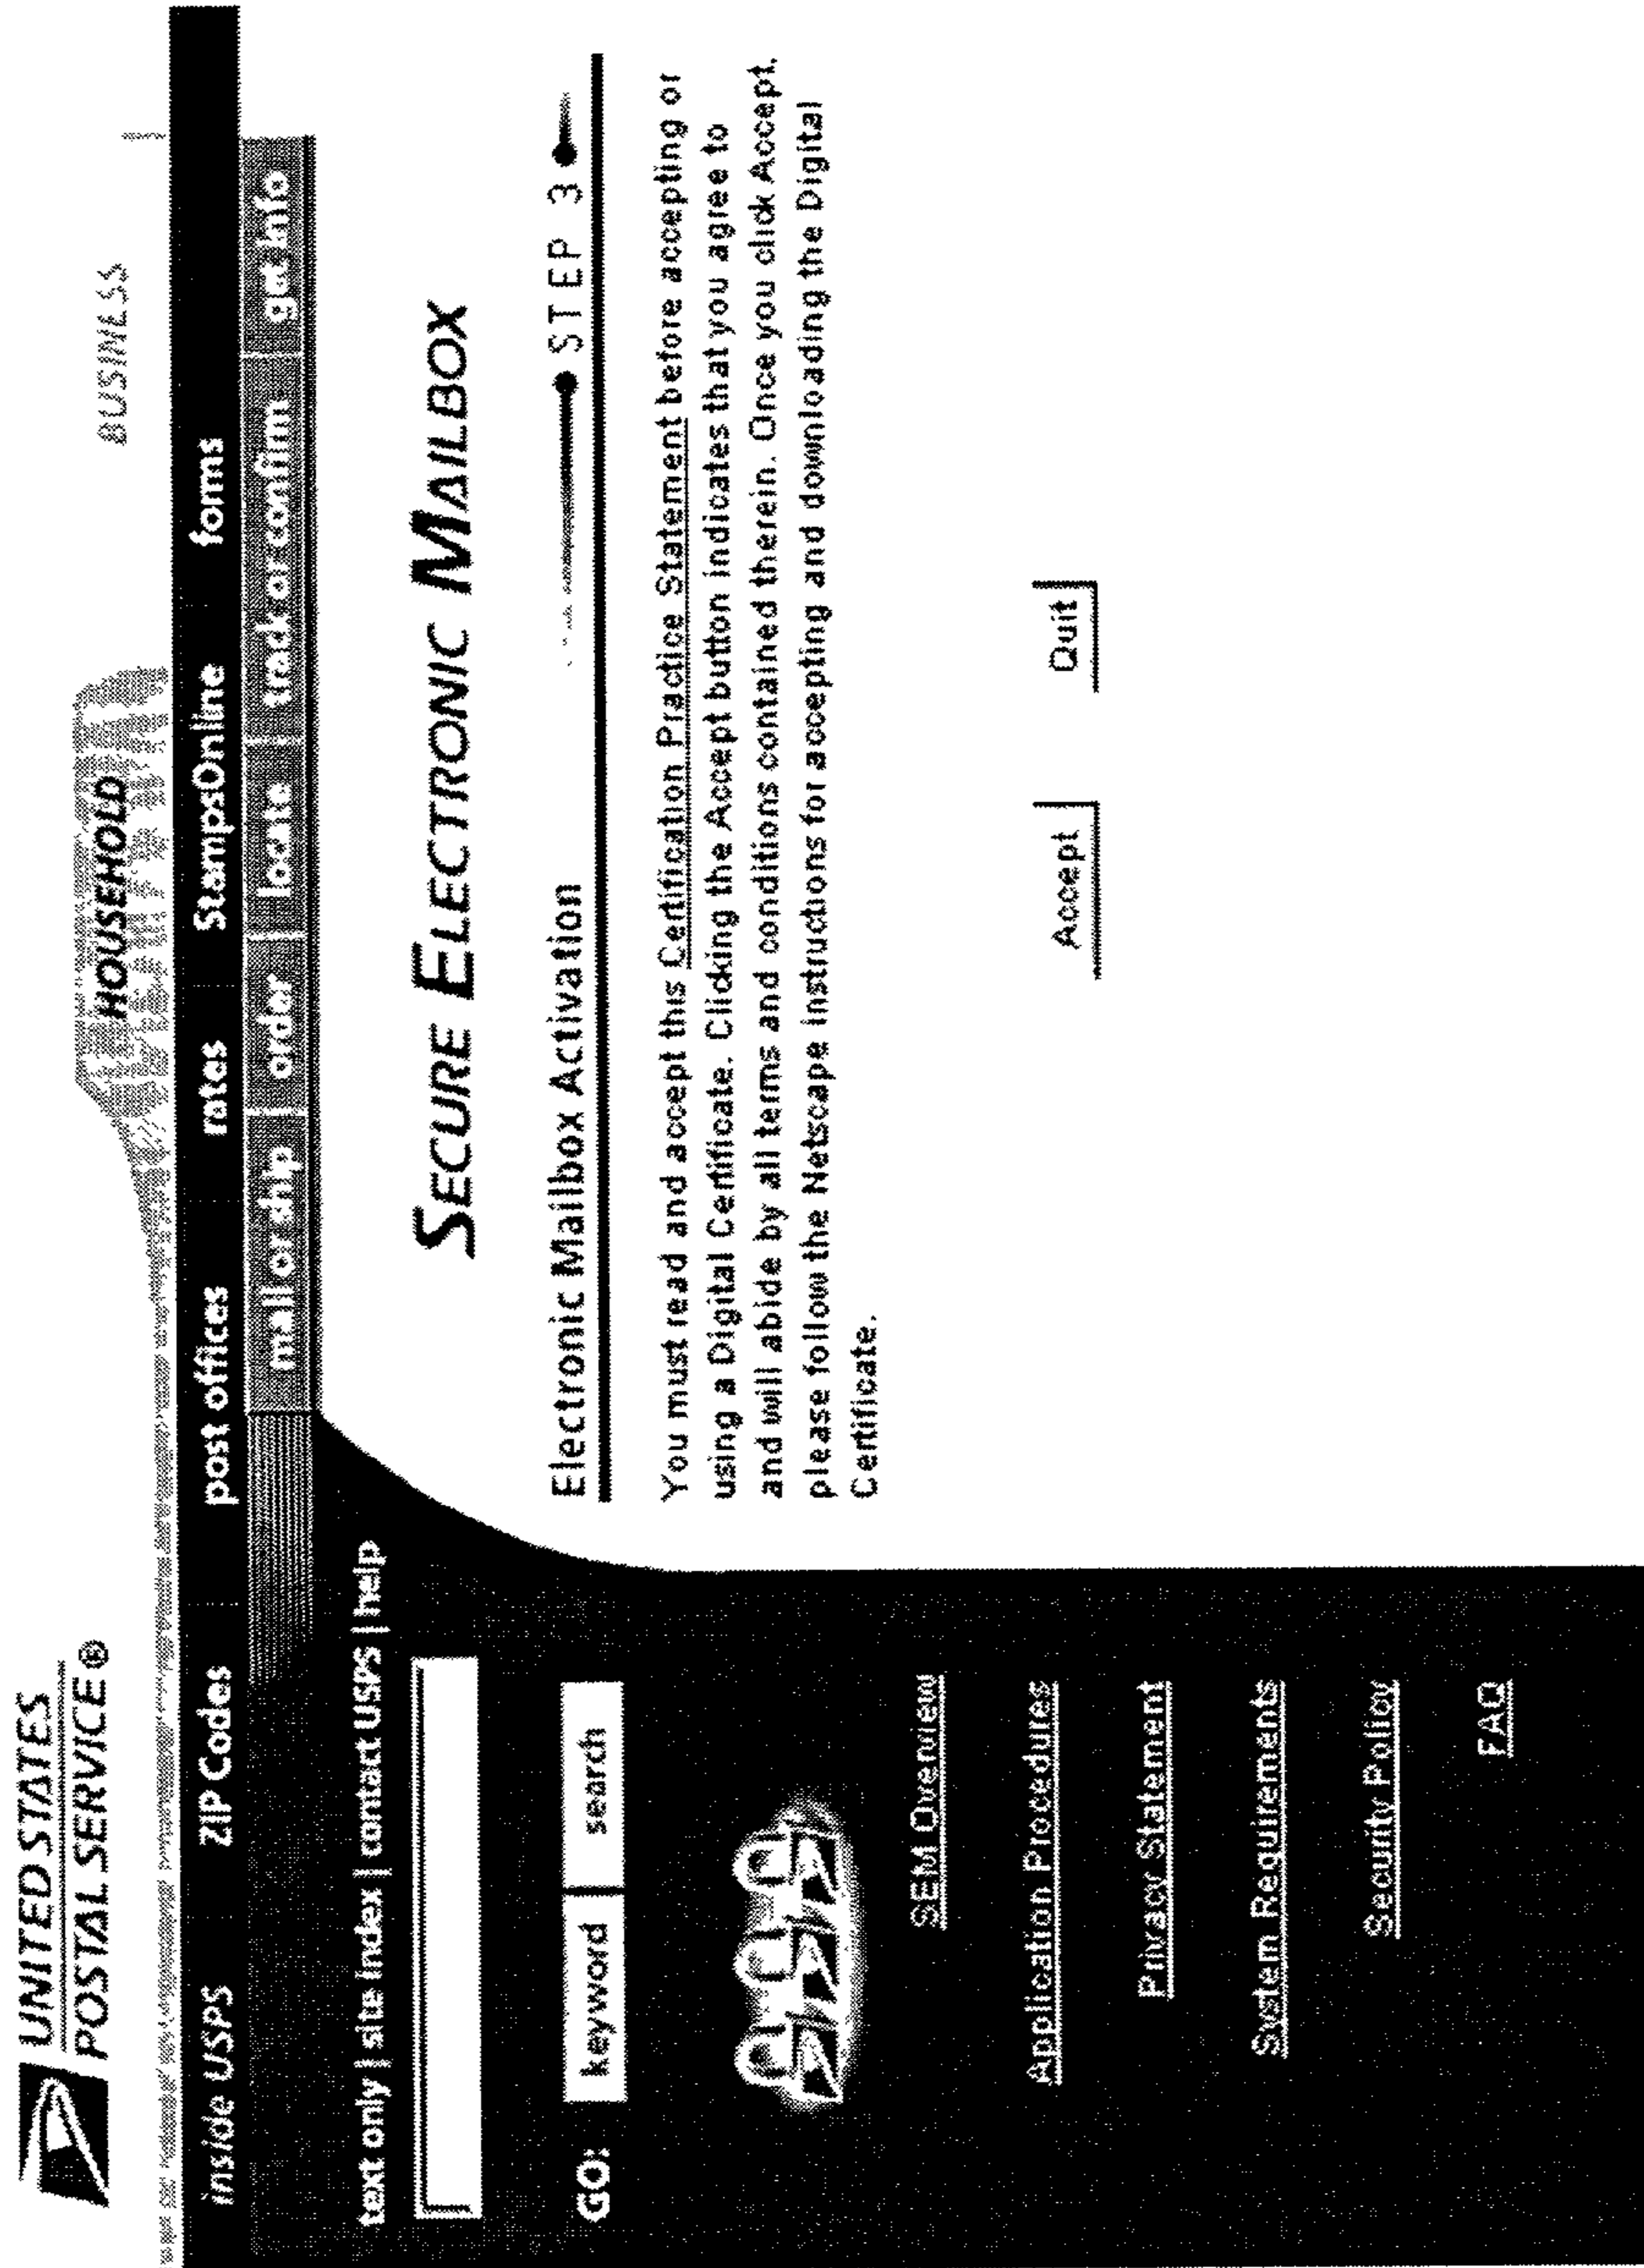 UNITED STATES
POSTAL SERVICE®
HOUSEHOLD
BUSINESS
inside USPS ZIP Codes post offices rates StampsOnline forms
mail or ship order locate track or confirm get info
text only | site index | contact USPS | help
GO: keyword search
SEM Overview
Application Procedures
Privacy Statement
System Requirements
Security Policy
FAQ
SECURE ELECTRONIC MAILBOX
Electronic Mailbox Activation STEP 3
You must read and accept this Certification Practice Statement before accepting or
using a Digital Certificate. Clicking the Accept button indicates that you agree to
and will abide by all terms and conditions contained therein. Once you click Accept,
please follow the Netscape instructions for accepting and downloading the Digital
Certificate.
Accept Quit